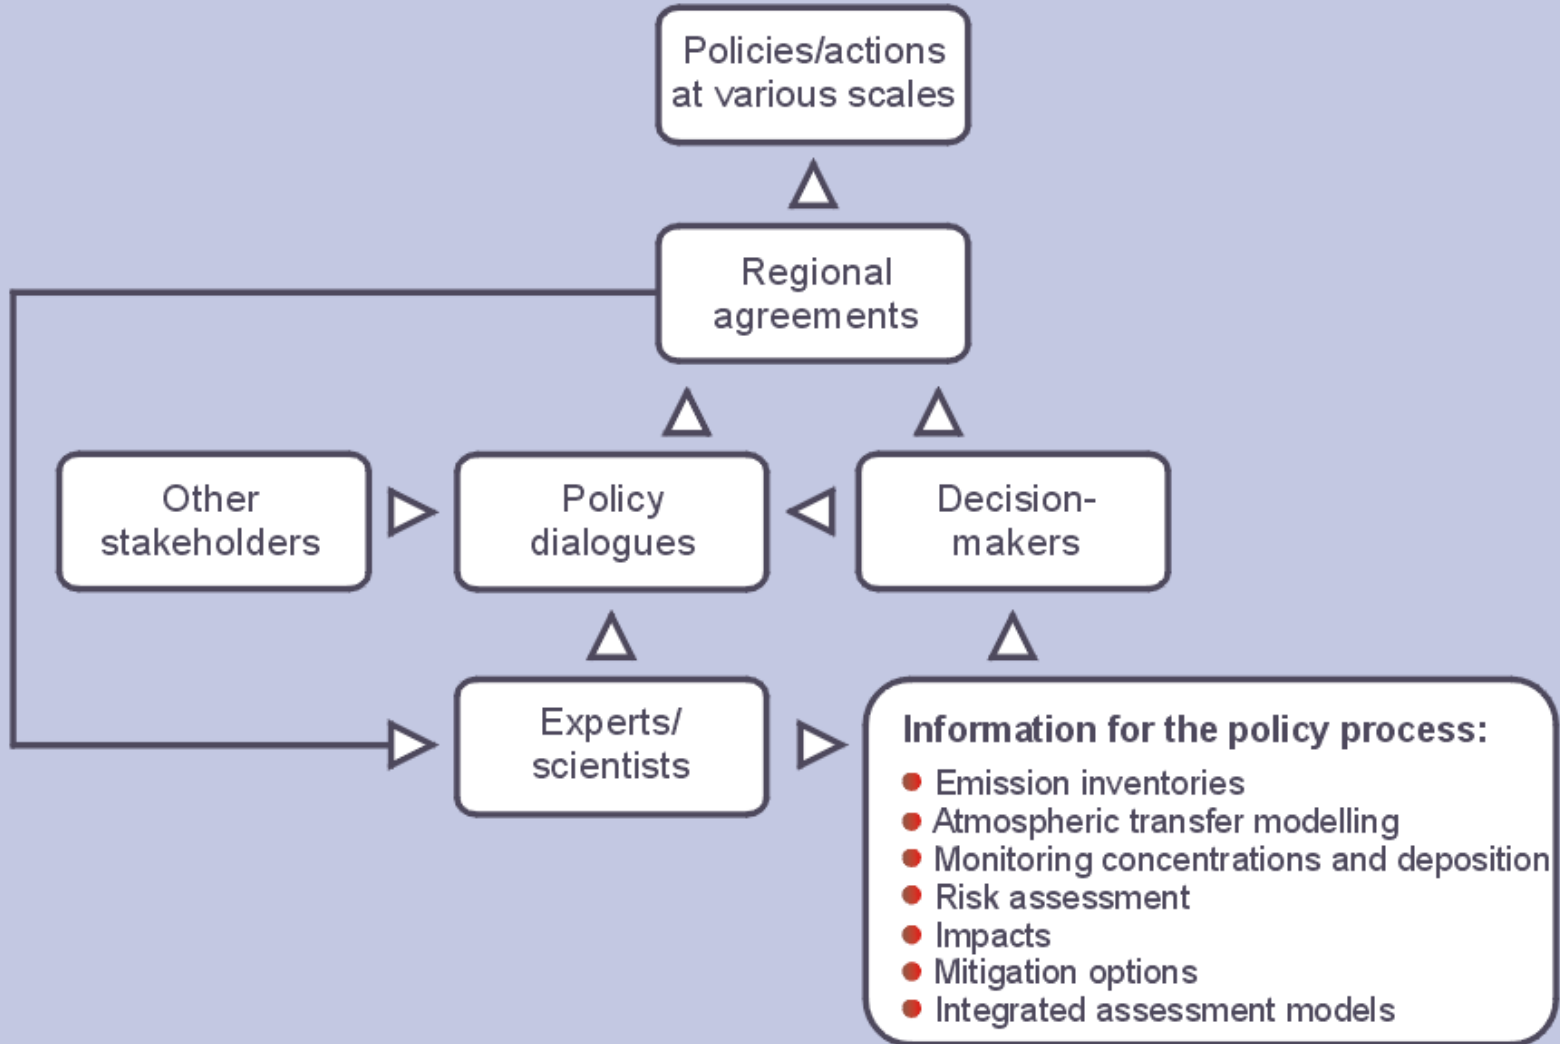 Policies/actions
at various scales
Regional
agreements
Other
stakeholders
Policy
dialogues
Decision-
makers
Experts/
scientists
Information for the policy process:
Emission inventories
Atmospheric transfer modelling
Monitoring concentrations and deposition
Risk assessment
Impacts
Mitigation options
Integrated assessment models